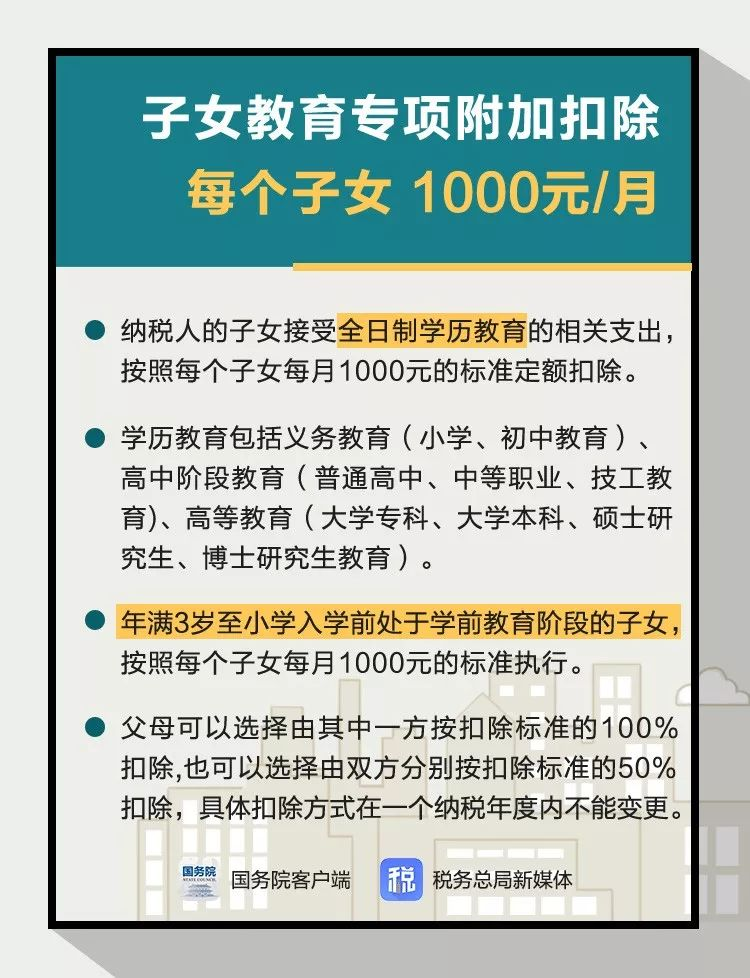 子女教育专项附加扣除
每个子女 1000元/月
纳税人的子女接受全日制学历教育的相关支出，
按照每个子女每月1000元的标准定额扣除。
学历教育包括义务教育（小学、初中教育）、
高中阶段教育（普通高中、中等职业、技工教
育)、高等教育（大学专科、大学本科、硕士研
究生、博士研究生教育）。
年满3岁至小学入学前处于学前教育阶段的子女，
按照每个子女每月1000元的标准执行。
父母可以选择由其中一方按扣除标准的100%
扣除,也可以选择由双方分别按扣除标准的50%
扣除，具体扣除方式在一个纳税年度内不能变更。
国务院
STATE COUNCIL
国务院客户端
税
税务总局新媒体